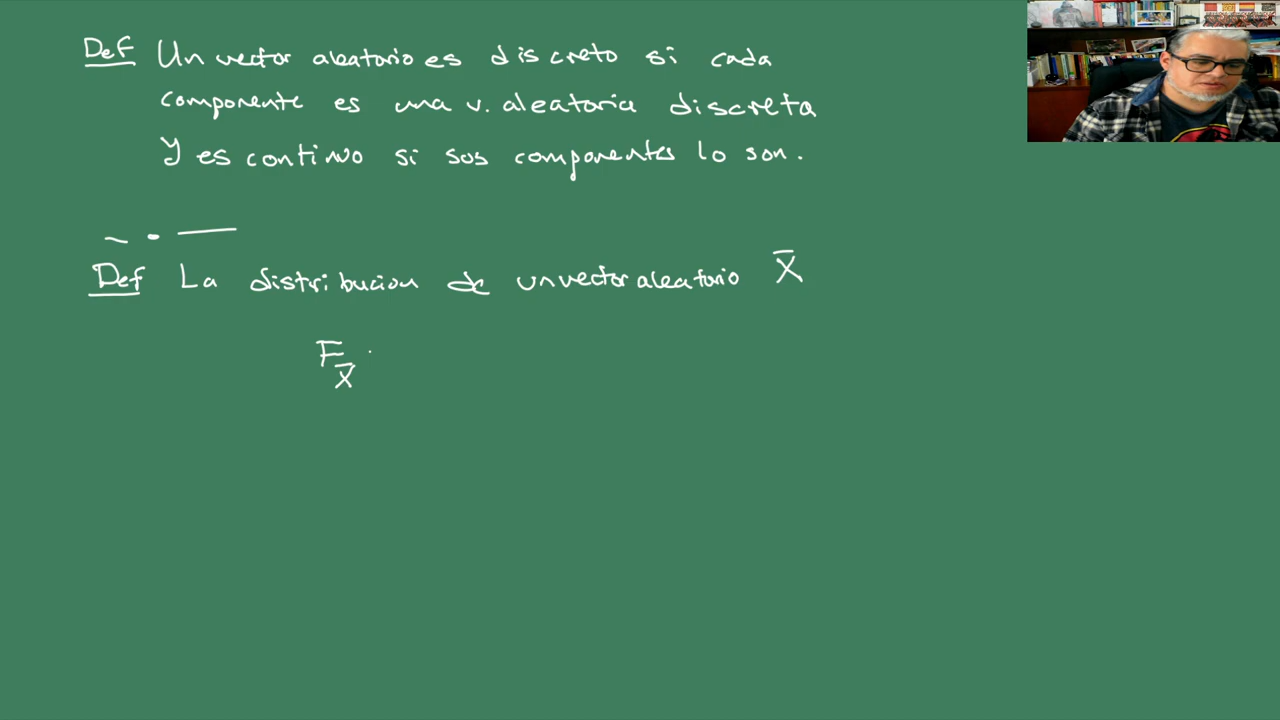 Def Un vector aleatorio es discreto si cada
componente es una v. aleatoria discreta
Y es continuo si sus componentes lo son.
Def La distribucion de un vector aleatorio X̄
F_X̄